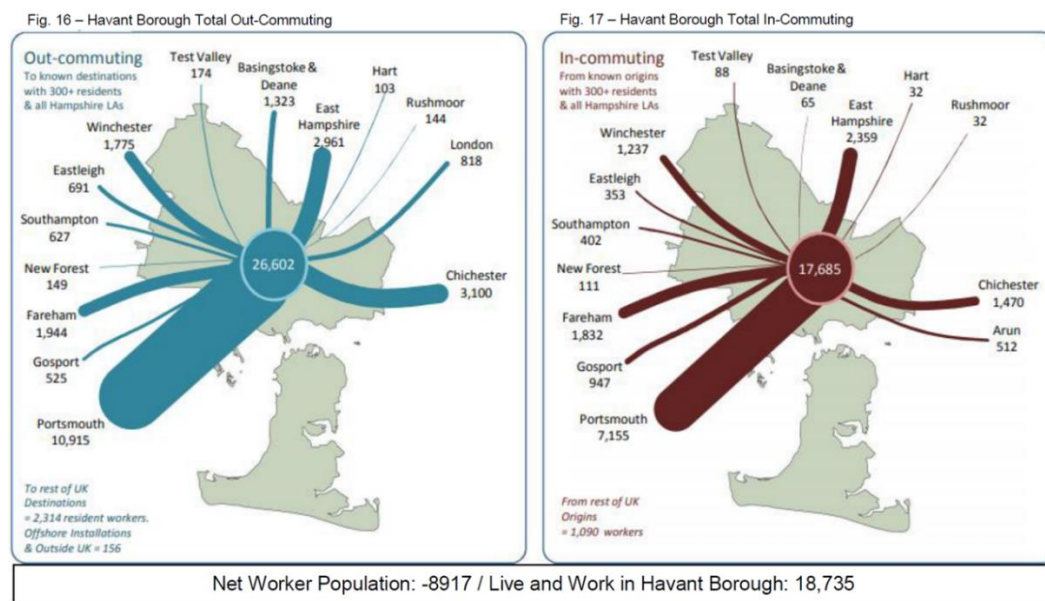 Fig. 16 – Havant Borough Total Out-Commuting
Out-commuting
To known destinations
with 300+ residents
& all Hampshire LAs
Test Valley
174
Basingstoke &
Deane
1,323
East
Hampshire
2,961
Hart
103
Rushmoor
144
London
818
Winchester
1,775
Eastleigh
691
Southampton
627
New Forest
149
Fareham
1,944
Gosport
525
Portsmouth
10,915
26,602
Chichester
3,100
To rest of UK
Destinations
= 2,314 resident workers.
Offshore Installations
& Outside UK = 156
Fig. 17 – Havant Borough Total In-Commuting
In-commuting
From known origins
with 300+ residents
& all Hampshire LAs
Test Valley
88
Basingstoke &
Deane
65
East
Hampshire
2,359
Hart
32
Rushmoor
32
Winchester
1,237
Eastleigh
353
Southampton
402
New Forest
111
Fareham
1,832
Gosport
947
Portsmouth
7,155
17,685
Chichester
1,470
Arun
512
From rest of UK
Origins
= 1,090 workers
Net Worker Population: -8917 / Live and Work in Havant Borough: 18,735